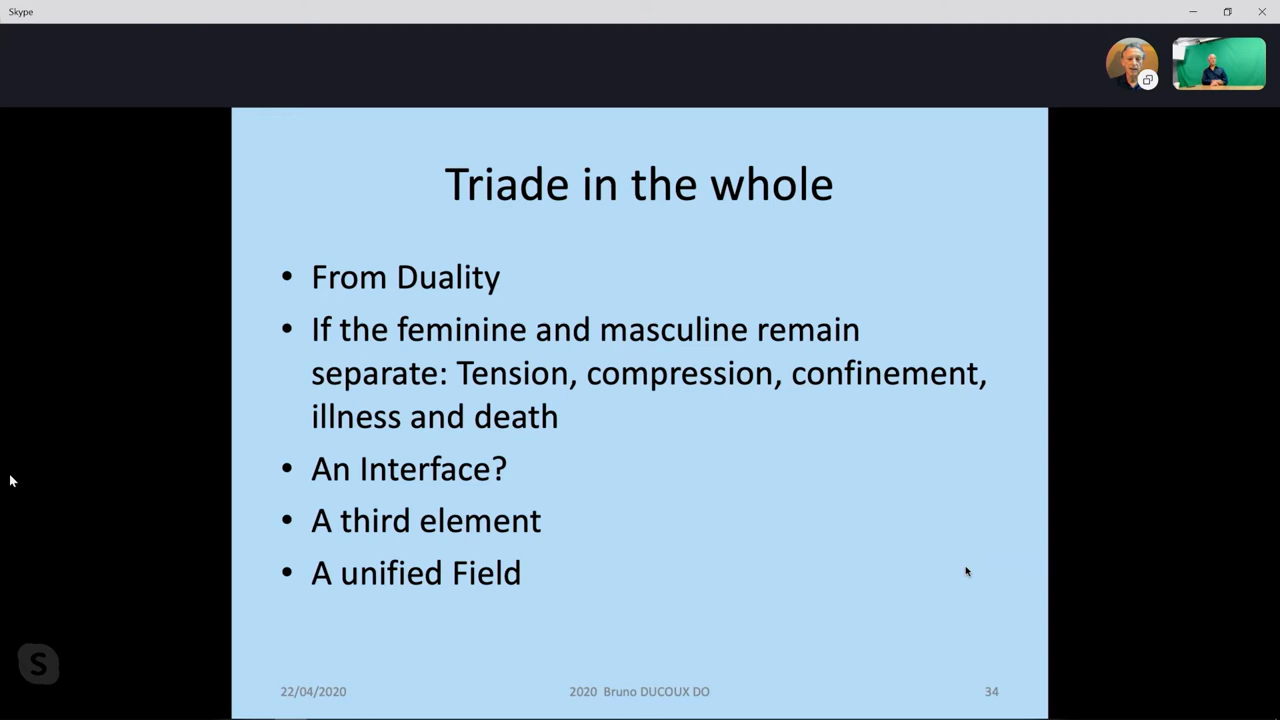 Skype
Triade in the whole
• From Duality
• If the feminine and masculine remain
separate: Tension, compression, confinement,
illness and death
• An Interface?
• A third element
• A unified Field
22/04/2020
2020 Bruno DUCOUX DO
34
S